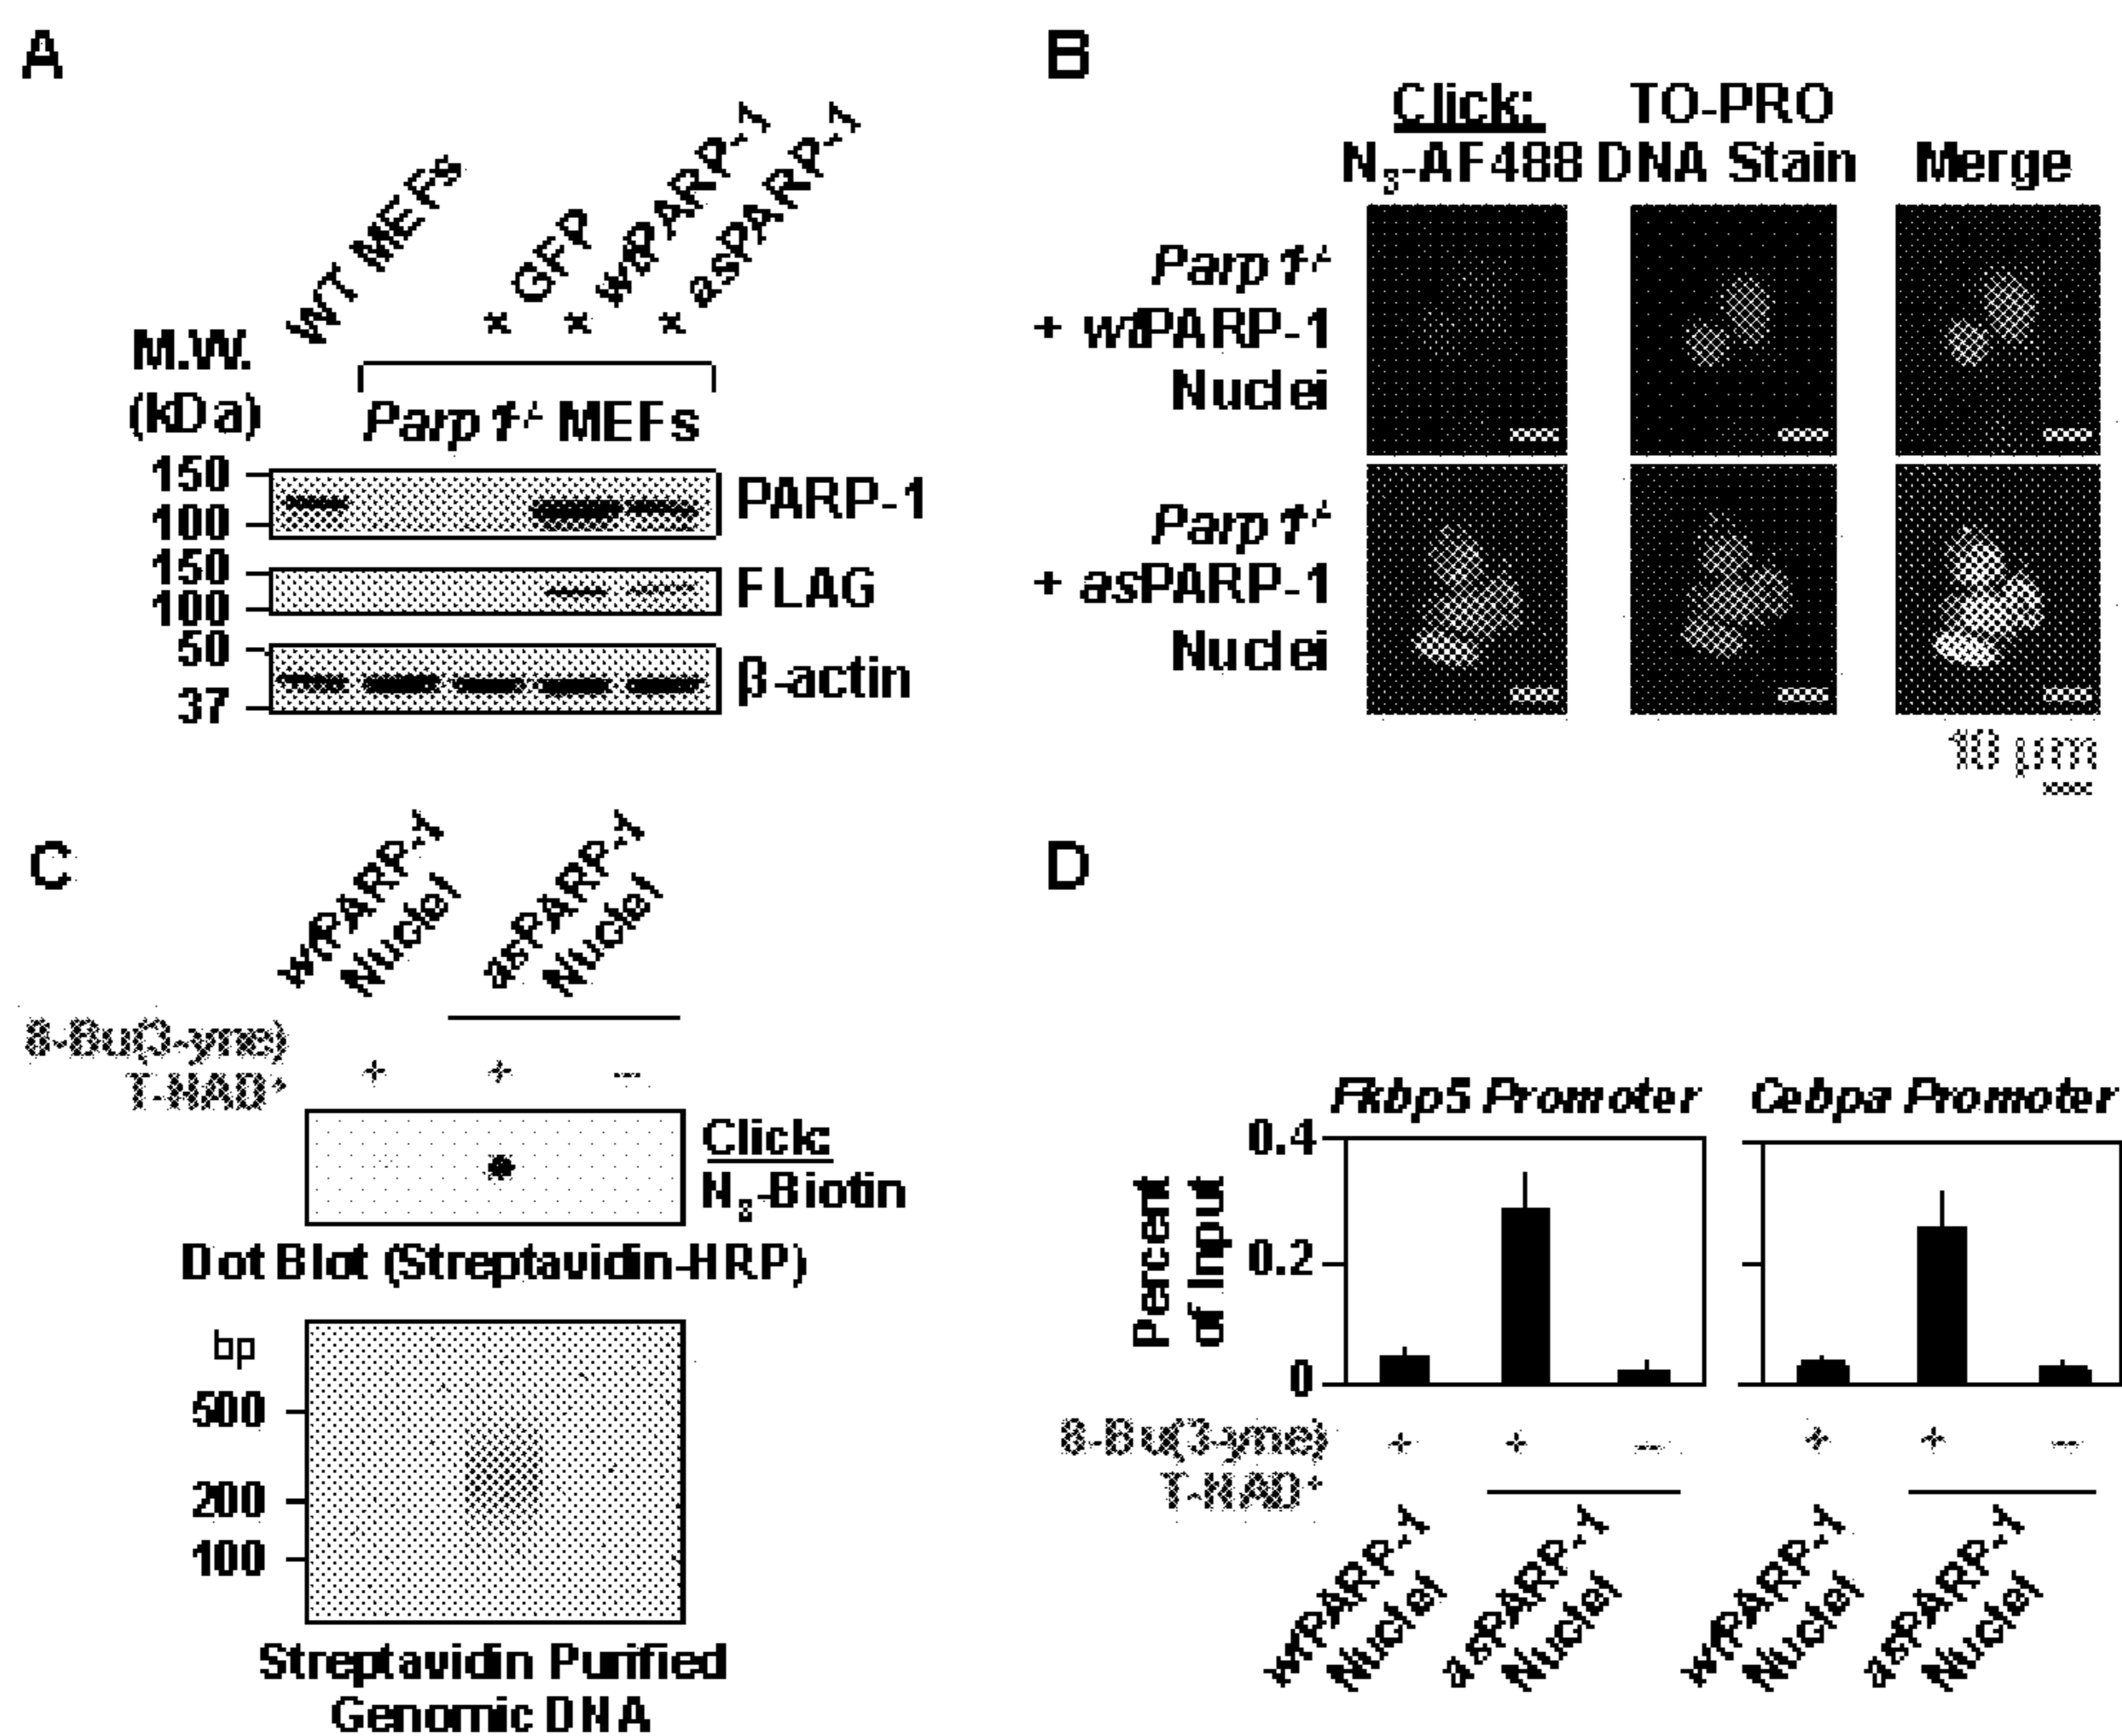 A
WT MEFs
+ GFP
+ wtPARP-1
+ asPARP-1
M.W.
(kDa)
Parp1-/- MEFs
150
100
PARP-1
150
100
FLAG
50
37
β-actin
B
Click:
N3-AF488
TO-PRO
DNA Stain
Merge
Parp1-/-
+ wtPARP-1
Nuclei
Parp1-/-
+ asPARP-1
Nuclei
10 µm
C
wtPARP-1
Nuclei
asPARP-1
Nuclei
8-Bu(3-yne)
T-NAD+
+ + –
Click:
N3-Biotin
Dot Blot (Streptavidin-HRP)
bp
500
200
100
Streptavidin Purified
Genomic DNA
D
Fkbp5 Promoter
Cebpa Promoter
Percent
of Input
0.4
0.2
0
8-Bu(3-yne)
T-NAD+
+ + – + + –
wtPARP-1
Nuclei
asPARP-1
Nuclei
wtPARP-1
Nuclei
asPARP-1
Nuclei